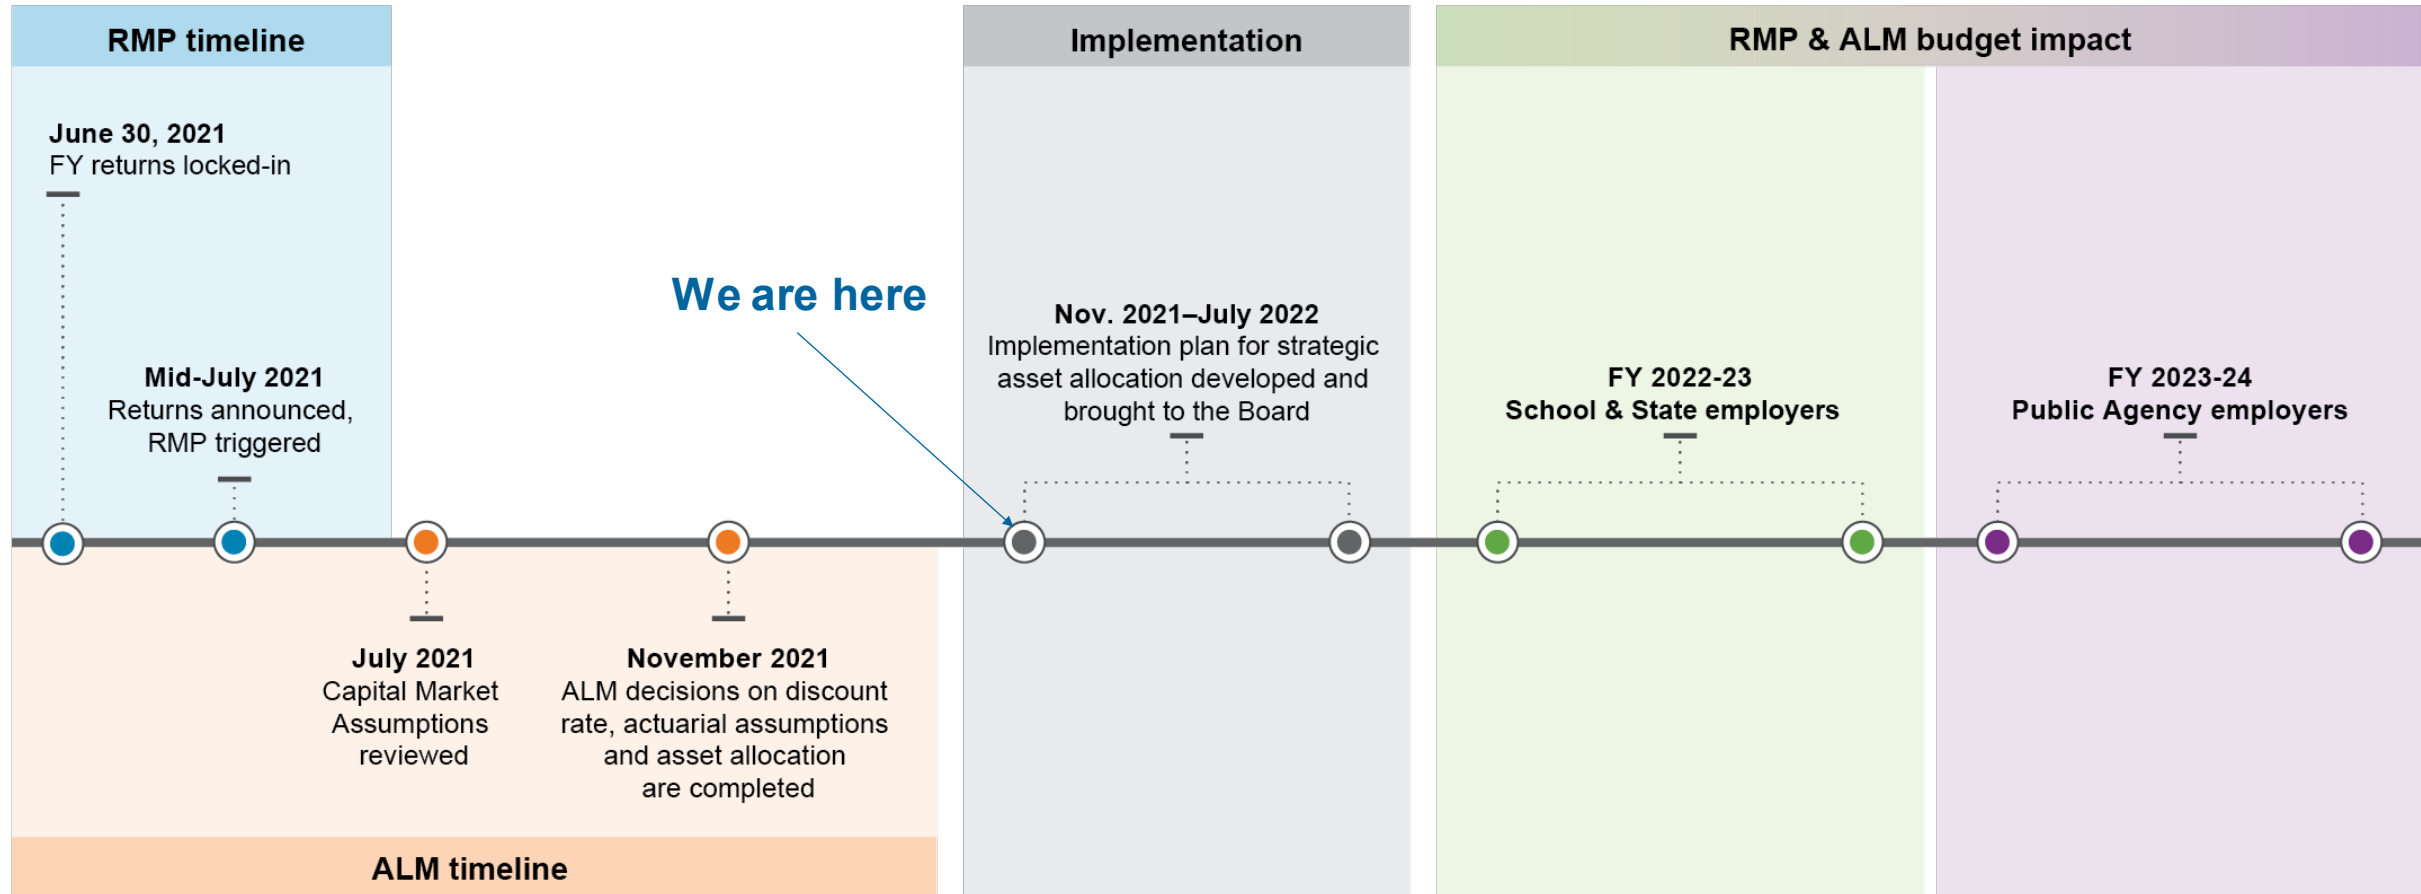 RMP timeline
Implementation
RMP & ALM budget impact
June 30, 2021
FY returns locked-in
Mid-July 2021
Returns announced,
RMP triggered
We are here
Nov. 2021–July 2022
Implementation plan for strategic
asset allocation developed and
brought to the Board
FY 2022-23
School & State employers
FY 2023-24
Public Agency employers
July 2021
Capital Market
Assumptions
reviewed
November 2021
ALM decisions on discount
rate, actuarial assumptions
and asset allocation
are completed
ALM timeline